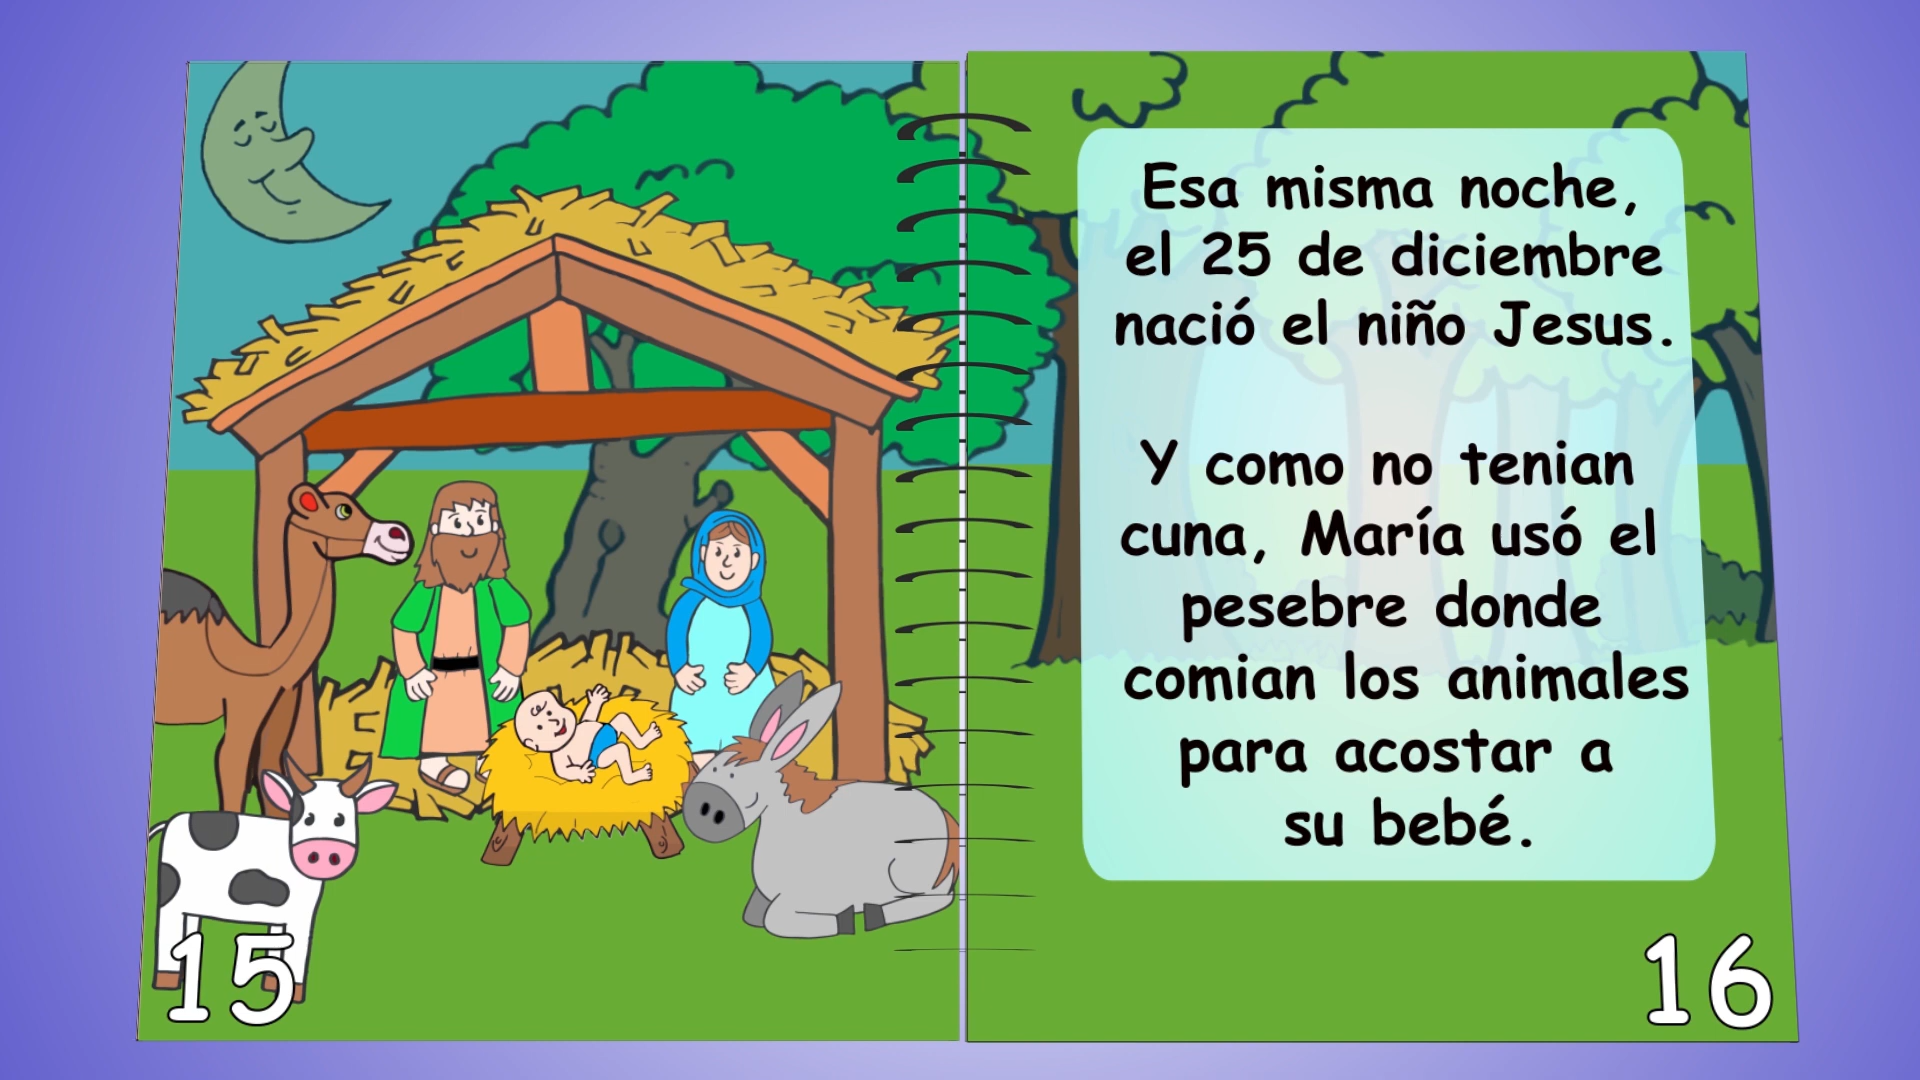 Esa misma noche,
el 25 de diciembre
nació el niño Jesus.
Y como no tenian
cuna, María usó el
pesebre donde
comian los animales
para acostar a
su bebé.
15
16